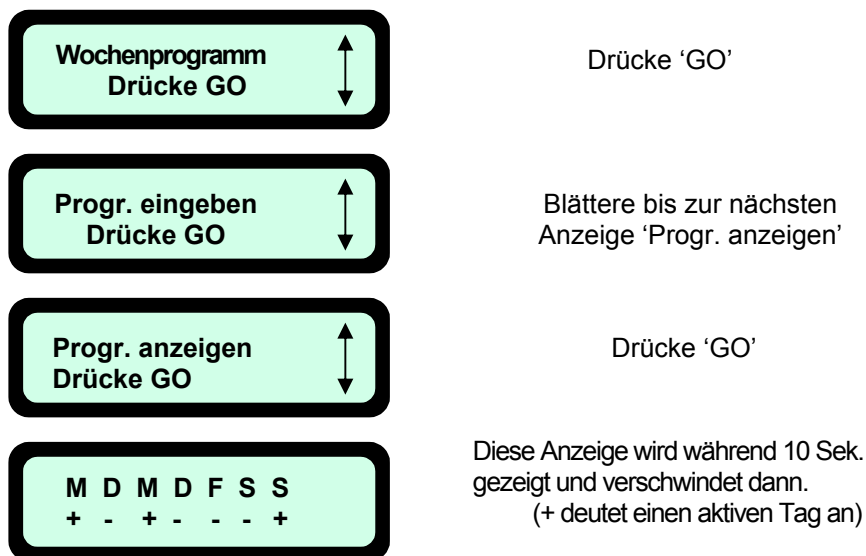 Wochenprogramm
Drücke GO
Drücke ‘GO’
Progr. eingeben
Drücke GO
Blättere bis zur nächsten
Anzeige ‘Progr. anzeigen’
Progr. anzeigen
Drücke GO
Drücke ‘GO’
M D M D F S S
+ - + - - - +
Diese Anzeige wird während 10 Sek.
gezeigt und verschwindet dann.
(+ deutet einen aktiven Tag an)